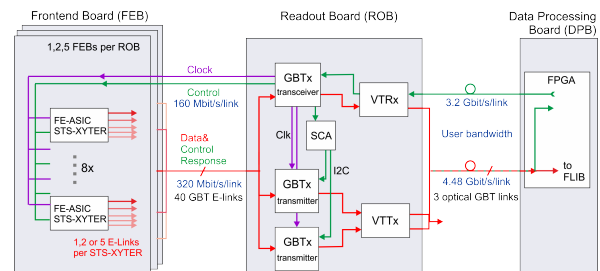 Frontend Board (FEB)
Readout Board (ROB)
Data Processing
Board (DPB)
1,2,5 FEBs per ROB
Clock
Control
160 Mbit/s/link
GBTx
transceiver
VTRx
FPGA
3.2 Gbit/s/link
FE-ASIC
STS-XYTER
Data&
Control
Response
Clk
SCA
User bandwidth
8x
I2C
320 Mbit/s/link
40 GBT E-links
GBTx
transmitter
to
FLIB
4.48 Gbit/s/link
3 optical GBT links
FE-ASIC
STS-XYTER
VTTx
1,2 or 5 E-Links
per STS-XYTER
GBTx
transmitter